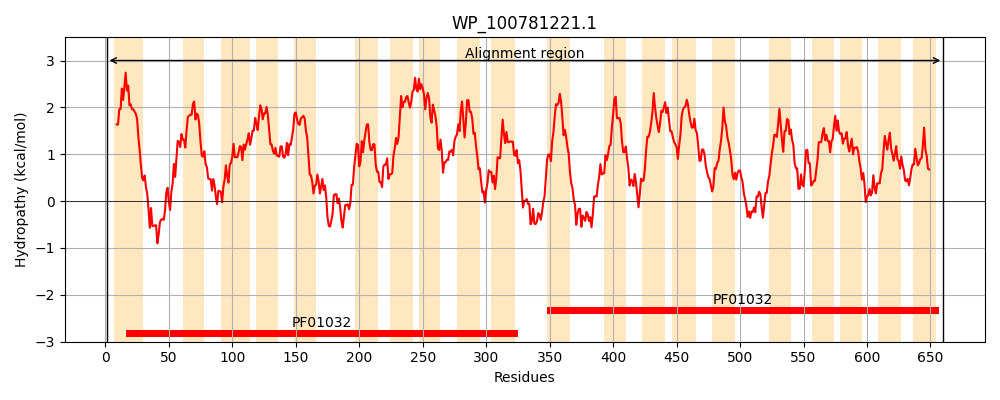 WP_100781221.1
Alignment region
Hydropathy (kcal/mol)
3
2
1
0
−1
−2
−3
PF01032
PF01032
0 50 100 150 200 250 300 350 400 450 500 550 600 650
Residues